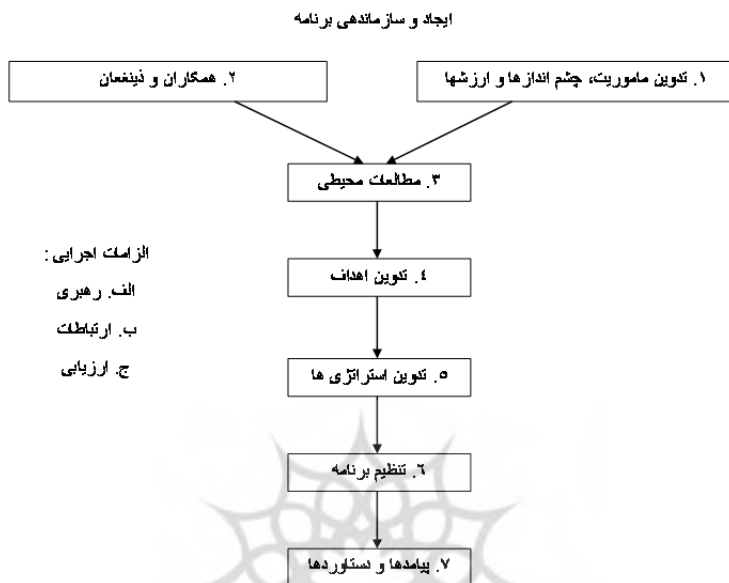 ایجاد و سازماندهی برنامه
۱. تدوین ماموریت، چشم اندازها و ارزشها
۲. همکاران و ذینفعان
۳. مطالعات محیطی
۴. تدوین اهداف
۵. تدوین استراتژی ها
۶. تنظیم برنامه
۷. پیامدها و دستاوردها
الزامات اجرایی :
الف. رهبری
ب. ارتباطات
ج. ارزیابی